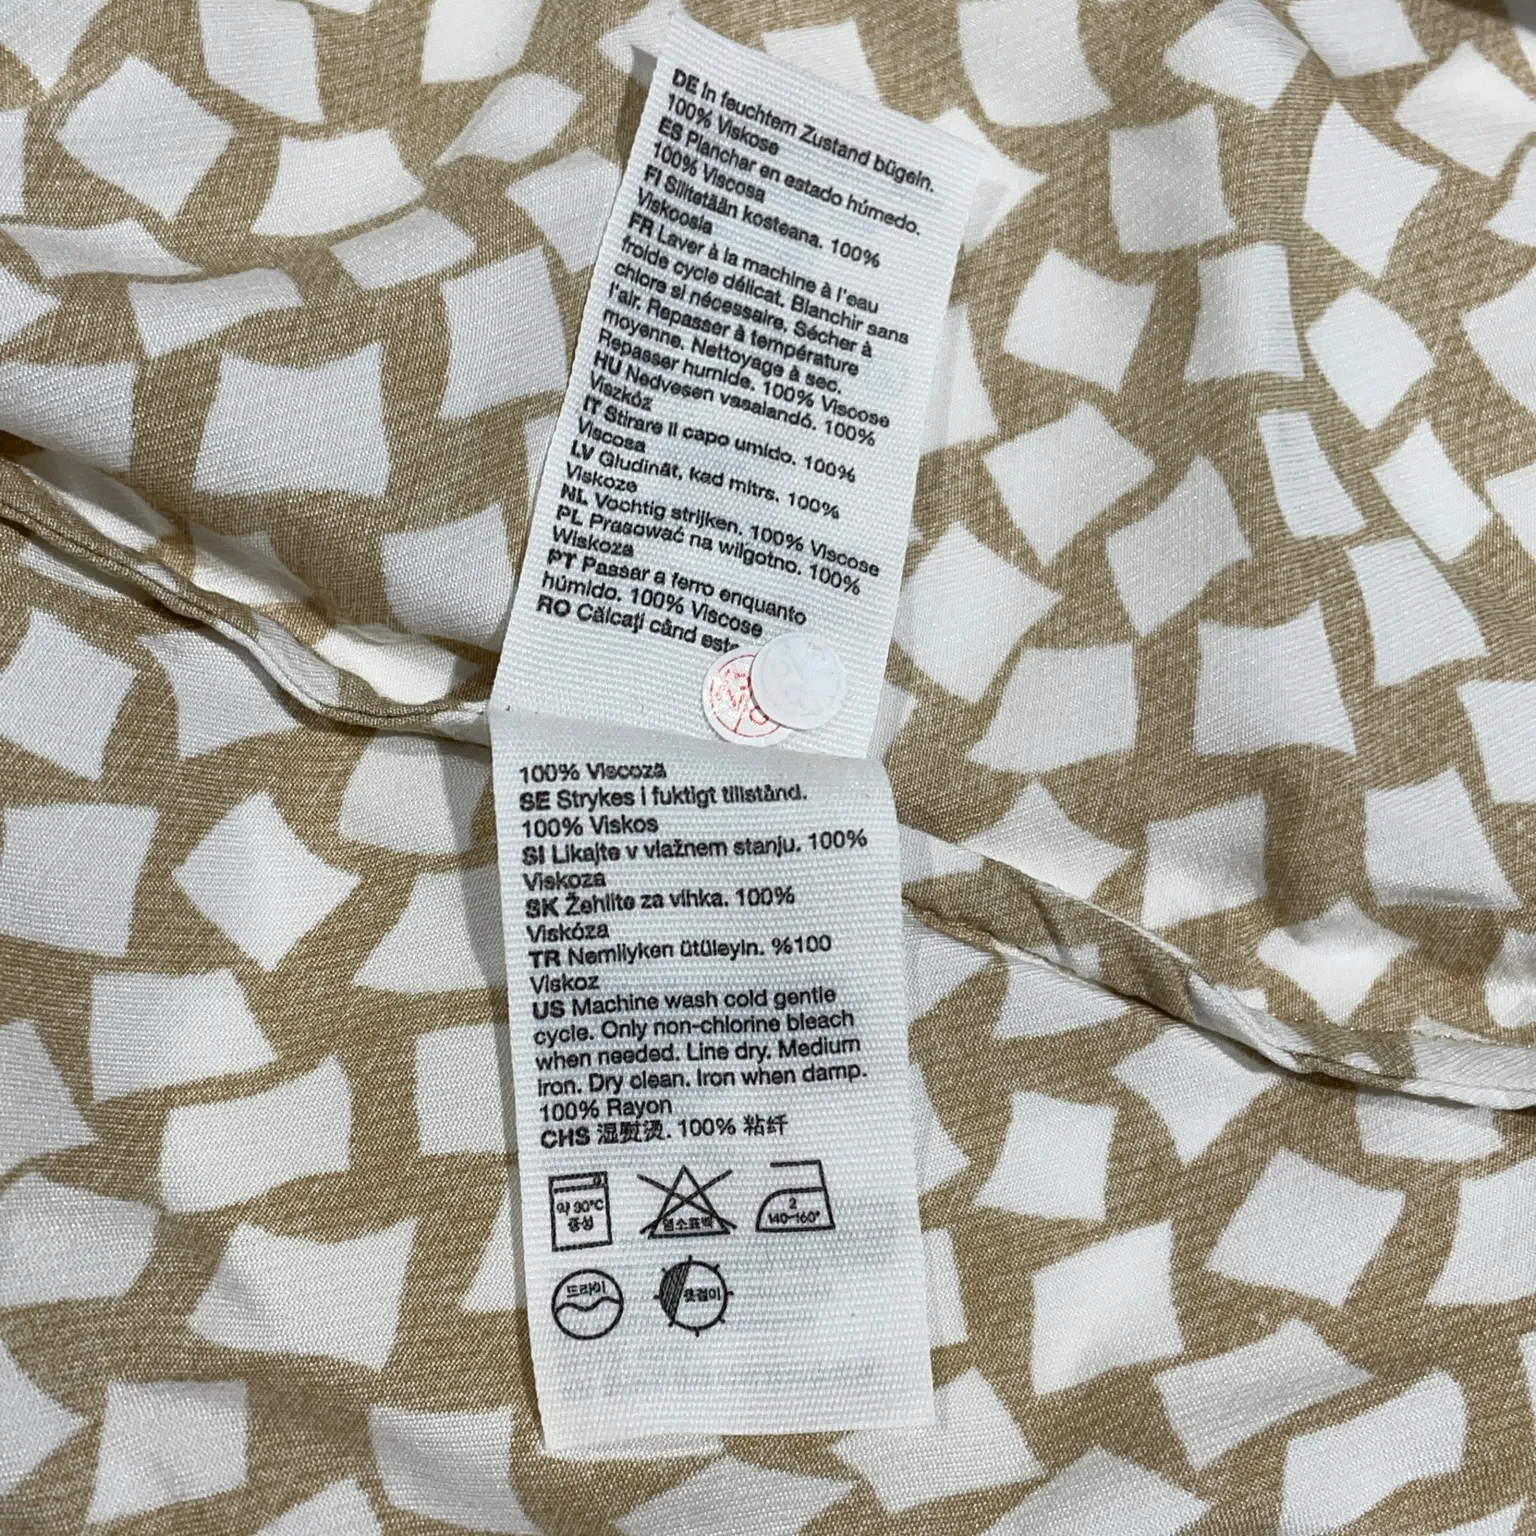 DE In feuchtem Zustand bügeln.
100% Viskose
ES Planchar en estado húmedo.
100% Viscosa
FI Silitetään kosteana. 100%
Viskoosia
FR Laver à la machine à l'eau
froide cycle délicat. Blanchir sans
chlore si nécessaire. Sécher à
l'air. Repasser à température
moyenne. Nettoyage à sec.
Repasser humide. 100% Viscose
HU Nedvesen vasalandó. 100%
Viszkóz
IT Stirare il capo umido. 100%
Viscosa
LV Gludināt, kad mitrs. 100%
Viskoze
NL Vochtig strijken. 100% Viscose
PL Prasować na wilgotno. 100%
Wiskoza
PT Passar a ferro enquanto
húmido. 100% Viscose
RO Călcați când este
100% Viscoză
SE Strykes i fuktigt tillstånd.
100% Viskos
SI Likajte v vlažnem stanju. 100%
Viskoza
SK Žehlite za vlhka. 100%
Viskóza
TR Nemliyken ütüleyin. %100
Viskoz
US Machine wash cold gentle
cycle. Only non-chlorine bleach
when needed. Line dry. Medium
iron. Dry clean. Iron when damp.
100% Rayon
CHS 湿熨烫. 100% 粘纤
약 30°C
중성
염소표백
2
140~160°
드라이
옷걸이